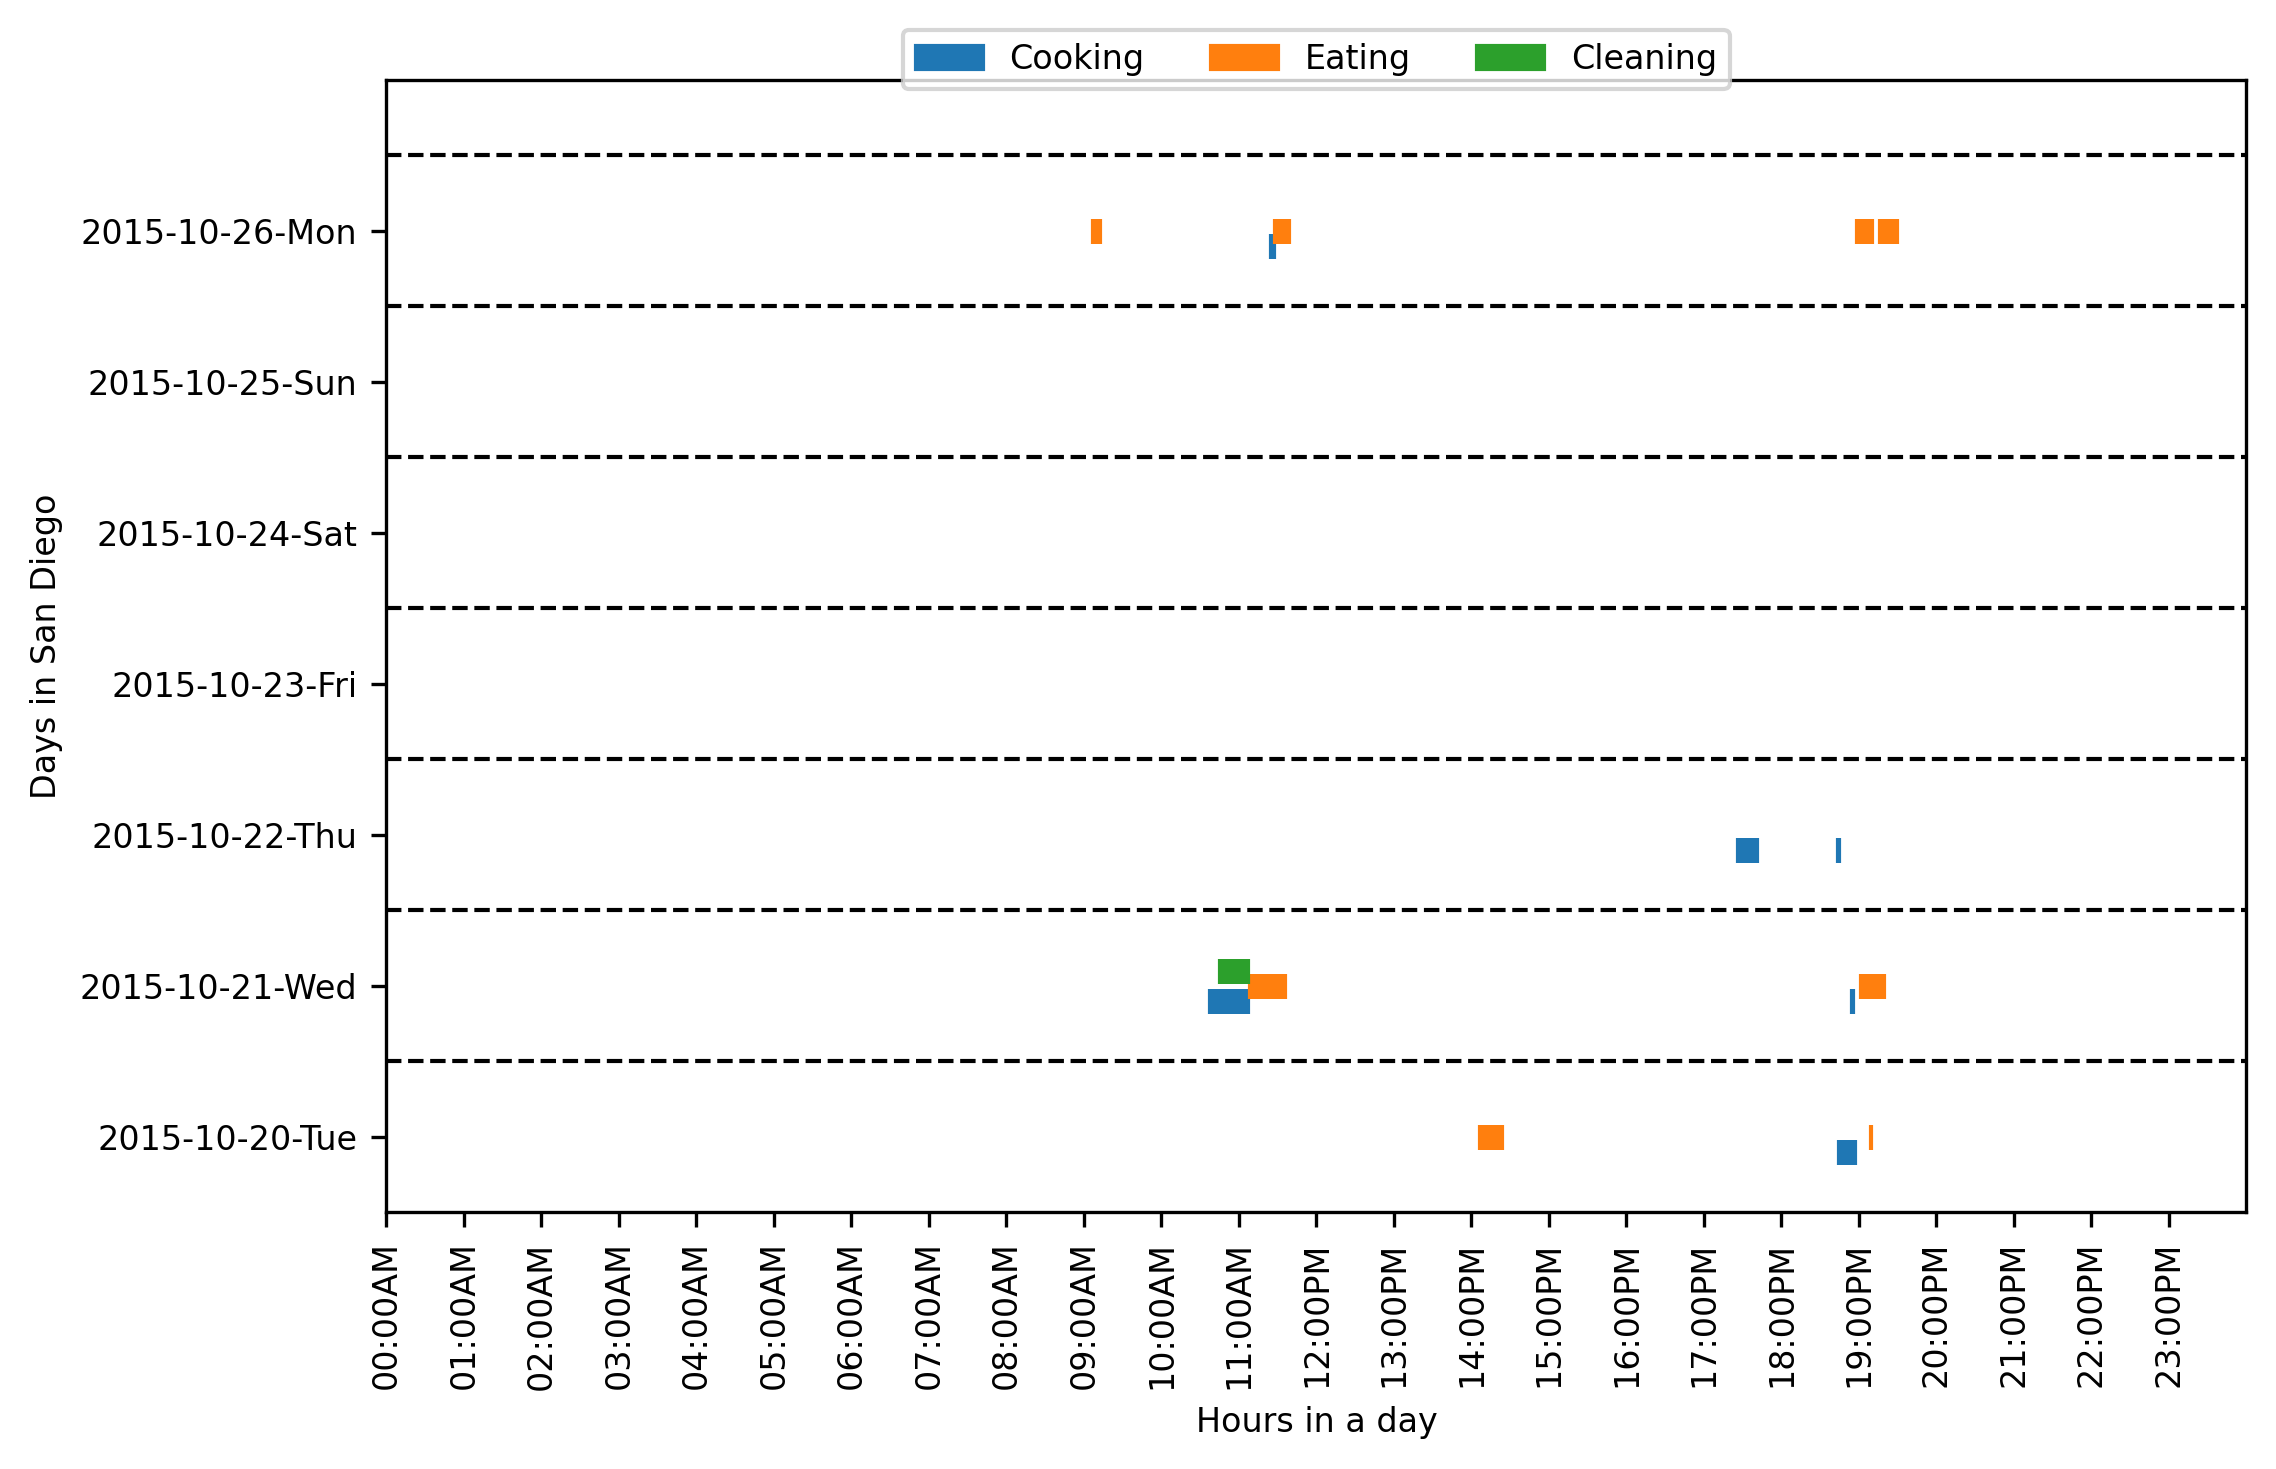 Cooking Eating Cleaning
2015-10-26-Mon
2015-10-25-Sun
2015-10-24-Sat
2015-10-23-Fri
2015-10-22-Thu
2015-10-21-Wed
2015-10-20-Tue
Days in San Diego
00:00AM
01:00AM
02:00AM
03:00AM
04:00AM
05:00AM
06:00AM
07:00AM
08:00AM
09:00AM
10:00AM
11:00AM
12:00PM
13:00PM
14:00PM
15:00PM
16:00PM
17:00PM
18:00PM
19:00PM
20:00PM
21:00PM
22:00PM
23:00PM
Hours in a day